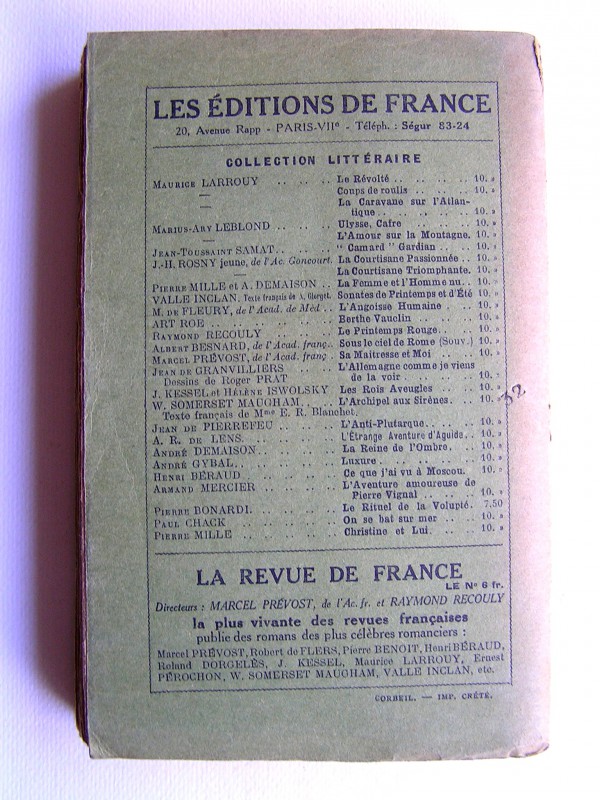 LES ÉDITIONS DE FRANCE
20, Avenue Rapp - PARIS-VIIe - Téléph. : Ségur 83-24
COLLECTION LITTÉRAIRE
MAURICE LARROUY .. .. .. .. Le Révolté .. .. .. .. .. 10. »
— Coups de roulis .. .. .. .. 10. »
— La Caravane sur l'Atlan-
tique .. .. .. .. .. .. 10. »
MARIUS-ARY LEBLOND .. .. .. Ulysse, Cafre .. .. .. .. 10. »
— L'Amour sur la Montagne. 10. »
JEAN-TOUSSAINT SAMAT.. .. .. .. " Camard " Gardian .. .. .. 10. »
J.-H. ROSNY jeune, de l'Ac. Goncourt. La Courtisane Passionnée .. 10. »
— La Courtisane Triomphante. 10. »
PIERRE MILLE et A. DEMAISON .. .. La Femme et l'Homme nu.. 10. »
VALLE INCLAN. Texte français de A. Glorget. Sonates de Printemps et d'Été 10. »
M. DE FLEURY, de l'Acad. de Méd .. L'Angoisse Humaine .. .. 10. »
ART ROE .. .. .. .. .. .. Berthe Vauclin .. .. .. .. 10. »
RAYMOND RECOULY .. .. .. .. Le Printemps Rouge.. .. .. 10. »
ALBERT BESNARD, de l'Acad. franç.. Sous le ciel de Rome (Souv.) 10. »
MARCEL PRÉVOST, de l'Acad. franç . Sa Maîtresse et Moi .. .. 10. »
JEAN DE GRANVILLIERS .. .. .. L'Allemagne comme je viens
Dessins de Roger PRAT de la voir .. .. .. .. .. 10. »
J. KESSEL et HÉLÈNE ISWOLSKY Les Rois Aveugles .. .. .. 10. »
W. SOMERSET MAUGHAM. .. .. L'Archipel aux Sirènes. .. .. 10. »
Texte français de Mme E. R. Blanchet.
JEAN DE PIERREFEU .. .. .. .. L'Anti-Plutarque.. .. .. .. 10. »
A. R. DE LENS. .. .. .. .. .. L'Étrange Aventure d'Aguida.. 10. »
ANDRÉ DEMAISON.. .. .. .. .. La Reine de l'Ombre. .. .. 10. »
ANDRÉ GYBAL.. .. .. .. .. .. Luxure .. .. .. .. .. .. 10. »
HENRI BÉRAUD. .. .. .. .. .. Ce que j'ai vu à Moscou. 10. »
ARMAND MERCIER .. .. .. .. L'Aventure amoureuse de
Pierre Vignal .. .. .. .. 10. »
PIERRE BONARDI. .. .. .. .. Le Rituel de la Volupté. 7.50
PAUL CHACK .. .. .. .. .. On se bat sur mer .. .. 10. »
PIERRE MILLE .. .. .. .. .. Christine et Lui.. .. .. .. 10. »
32
LA REVUE DE FRANCE
LE No 6 fr.
Directeurs : MARCEL PRÉVOST, de l'Ac. fr. et RAYMOND RECOULY
la plus vivante des revues françaises
publie des romans des plus célèbres romanciers :
Marcel PRÉVOST, Robert de FLERS, Pierre BENOIT, Henri BÉRAUD,
Roland DORGELÈS, J. KESSEL, Maurice LARROUY, Ernest
PÉROCHON, W. SOMERSET MAUGHAM, VALLE INCLAN, etc.
CORBEIL. — IMP. CRÉTÉ.